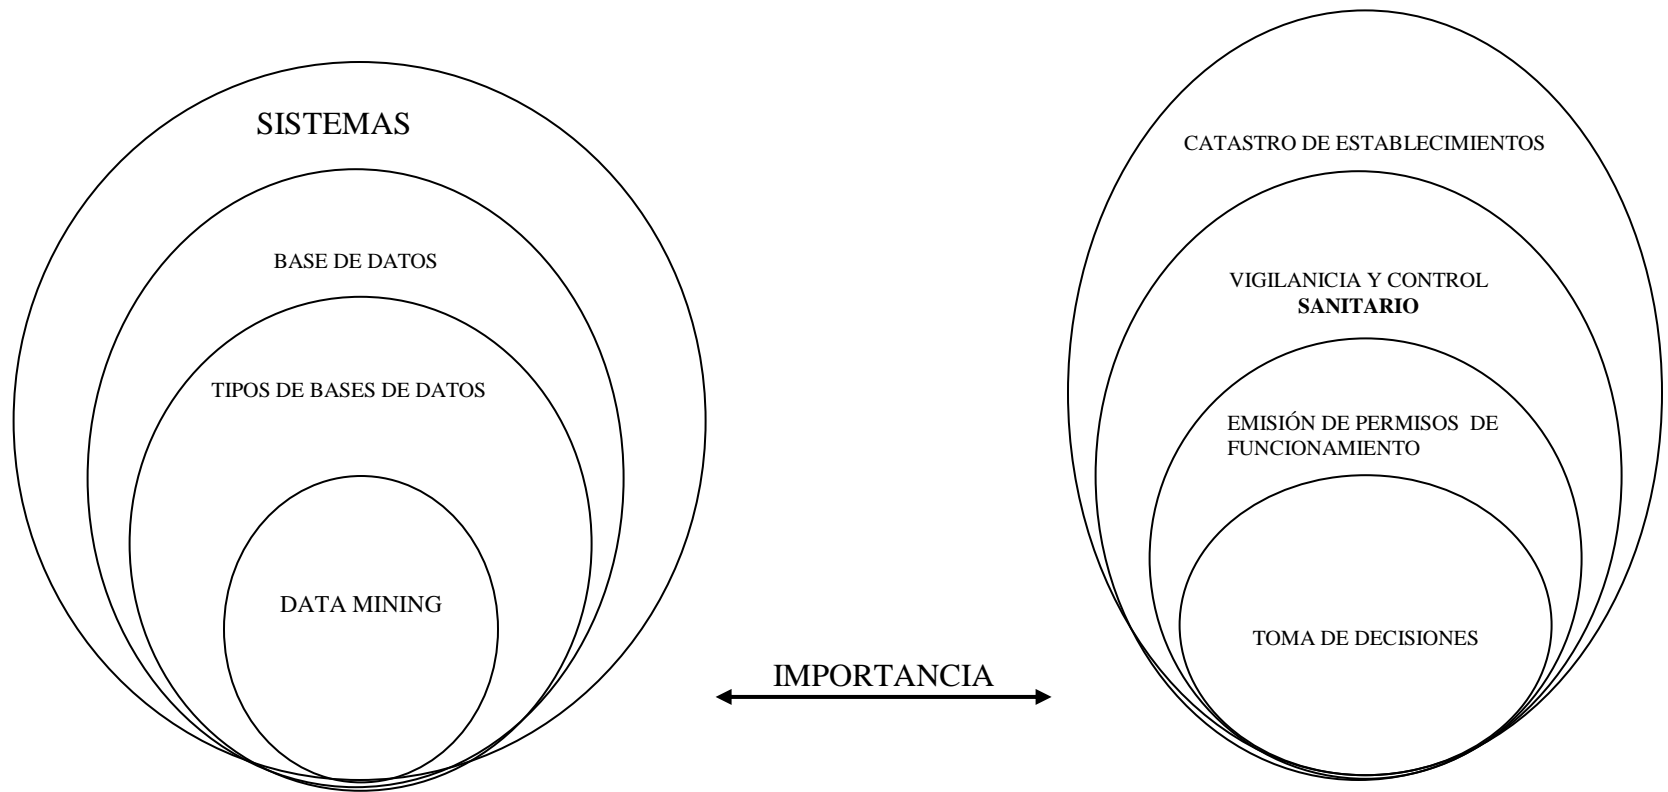 SISTEMAS
BASE DE DATOS
TIPOS DE BASES DE DATOS
DATA MINING
IMPORTANCIA
CATASTRO DE ESTABLECIMIENTOS
VIGILANICIA Y CONTROL
SANITARIO
EMISIÓN DE PERMISOS DE
FUNCIONAMIENTO
TOMA DE DECISIONES